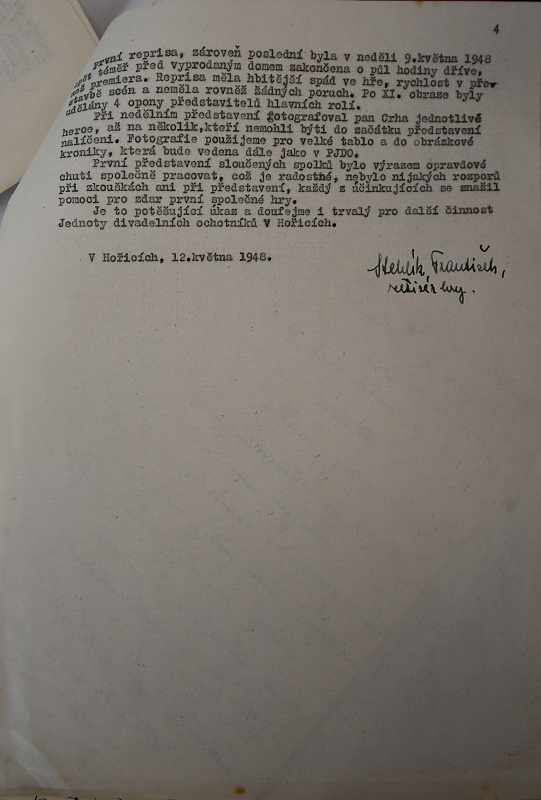 4
První reprisa, zároveň poslední byla v neděli 9.května 1948
opět téměř před vyprodaným domem zakončena o půl hodiny dříve,
než premiera. Reprisa měla hbitější spád ve hře, rychlost v pře-
stavbě scén a neměla rovněž žádných poruch. Po XI. obraze byly
udělány 4 opony představitelů hlavních rolí.
Při nedělním představení fotografoval pan Crha jednotlivé
herce, až na několik,kteří nemohli býti do začátku představení
nalíčeni. Fotografie použijeme pro velké tablo a do obrázkové
kroniky, která bude vedena dále jako v PJDO.
První představení sloučených spolků bylo výrazem opravdové
chuti společně pracovat, což je radostné, nebylo nijakých rozporů
při zkouškách ani při představení, každý z účinkujících se snažil
pomoci pro zdar první společné hry.
Je to potěšující úkaz a doufejme i trvalý pro další činnost
Jednoty divadelních ochotníků v Hořicích.
V Hořicích, 12.května 1948.
Stehlík František,
režisér hry.